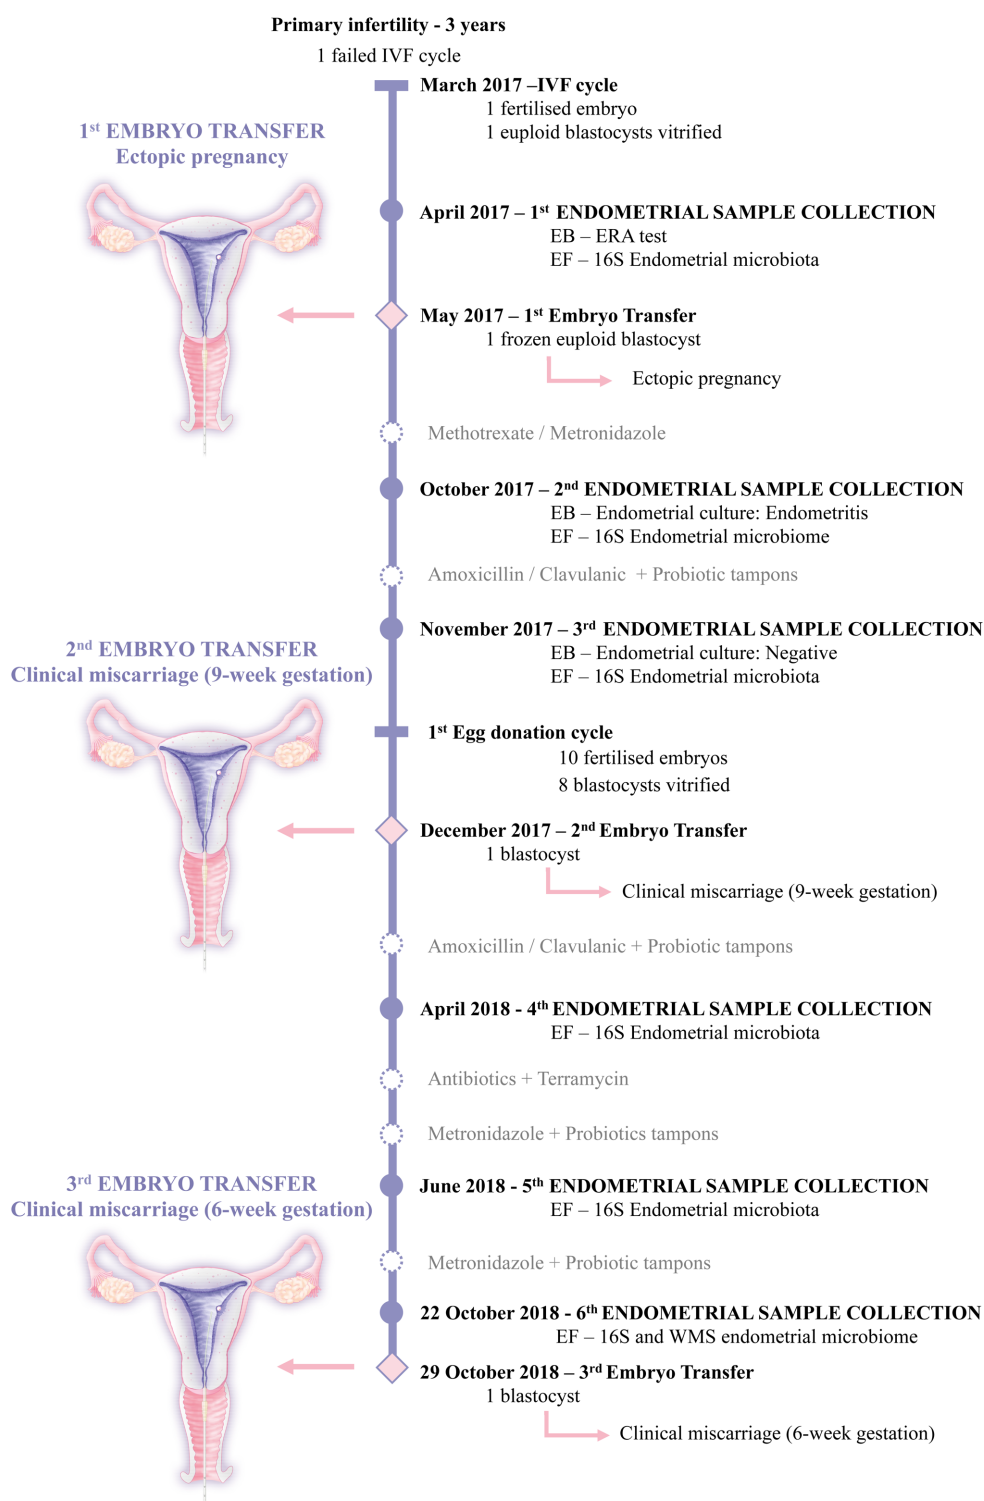 Primary infertility - 3 years
1 failed IVF cycle
March 2017 –IVF cycle
1 fertilised embryo
1 euploid blastocysts vitrified
1st EMBRYO TRANSFER
Ectopic pregnancy
April 2017 – 1st ENDOMETRIAL SAMPLE COLLECTION
EB – ERA test
EF – 16S Endometrial microbiota
May 2017 – 1st Embryo Transfer
1 frozen euploid blastocyst
Ectopic pregnancy
Methotrexate / Metronidazole
October 2017 – 2nd ENDOMETRIAL SAMPLE COLLECTION
EB – Endometrial culture: Endometritis
EF – 16S Endometrial microbiome
Amoxicillin / Clavulanic + Probiotic tampons
November 2017 – 3rd ENDOMETRIAL SAMPLE COLLECTION
EB – Endometrial culture: Negative
EF – 16S Endometrial microbiota
2nd EMBRYO TRANSFER
Clinical miscarriage (9-week gestation)
1st Egg donation cycle
10 fertilised embryos
8 blastocysts vitrified
December 2017 – 2nd Embryo Transfer
1 blastocyst
Clinical miscarriage (9-week gestation)
Amoxicillin / Clavulanic + Probiotic tampons
April 2018 - 4th ENDOMETRIAL SAMPLE COLLECTION
EF – 16S Endometrial microbiota
Antibiotics + Terramycin
Metronidazole + Probiotics tampons
3rd EMBRYO TRANSFER
Clinical miscarriage (6-week gestation)
June 2018 - 5th ENDOMETRIAL SAMPLE COLLECTION
EF – 16S Endometrial microbiota
Metronidazole + Probiotic tampons
22 October 2018 - 6th ENDOMETRIAL SAMPLE COLLECTION
EF – 16S and WMS endometrial microbiome
29 October 2018 – 3rd Embryo Transfer
1 blastocyst
Clinical miscarriage (6-week gestation)